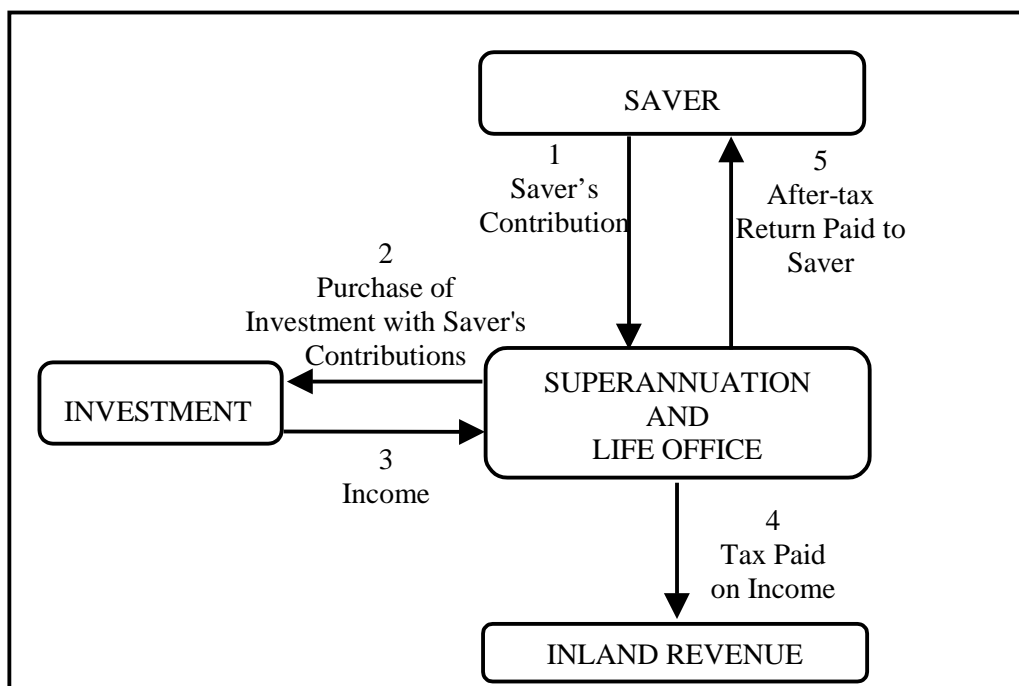 SAVER
1
Saver’s
Contribution
5
After-tax
Return Paid to
Saver
2
Purchase of
Investment with Saver's
Contributions
INVESTMENT
SUPERANNUATION
AND
LIFE OFFICE
3
Income
4
Tax Paid
on Income
INLAND REVENUE